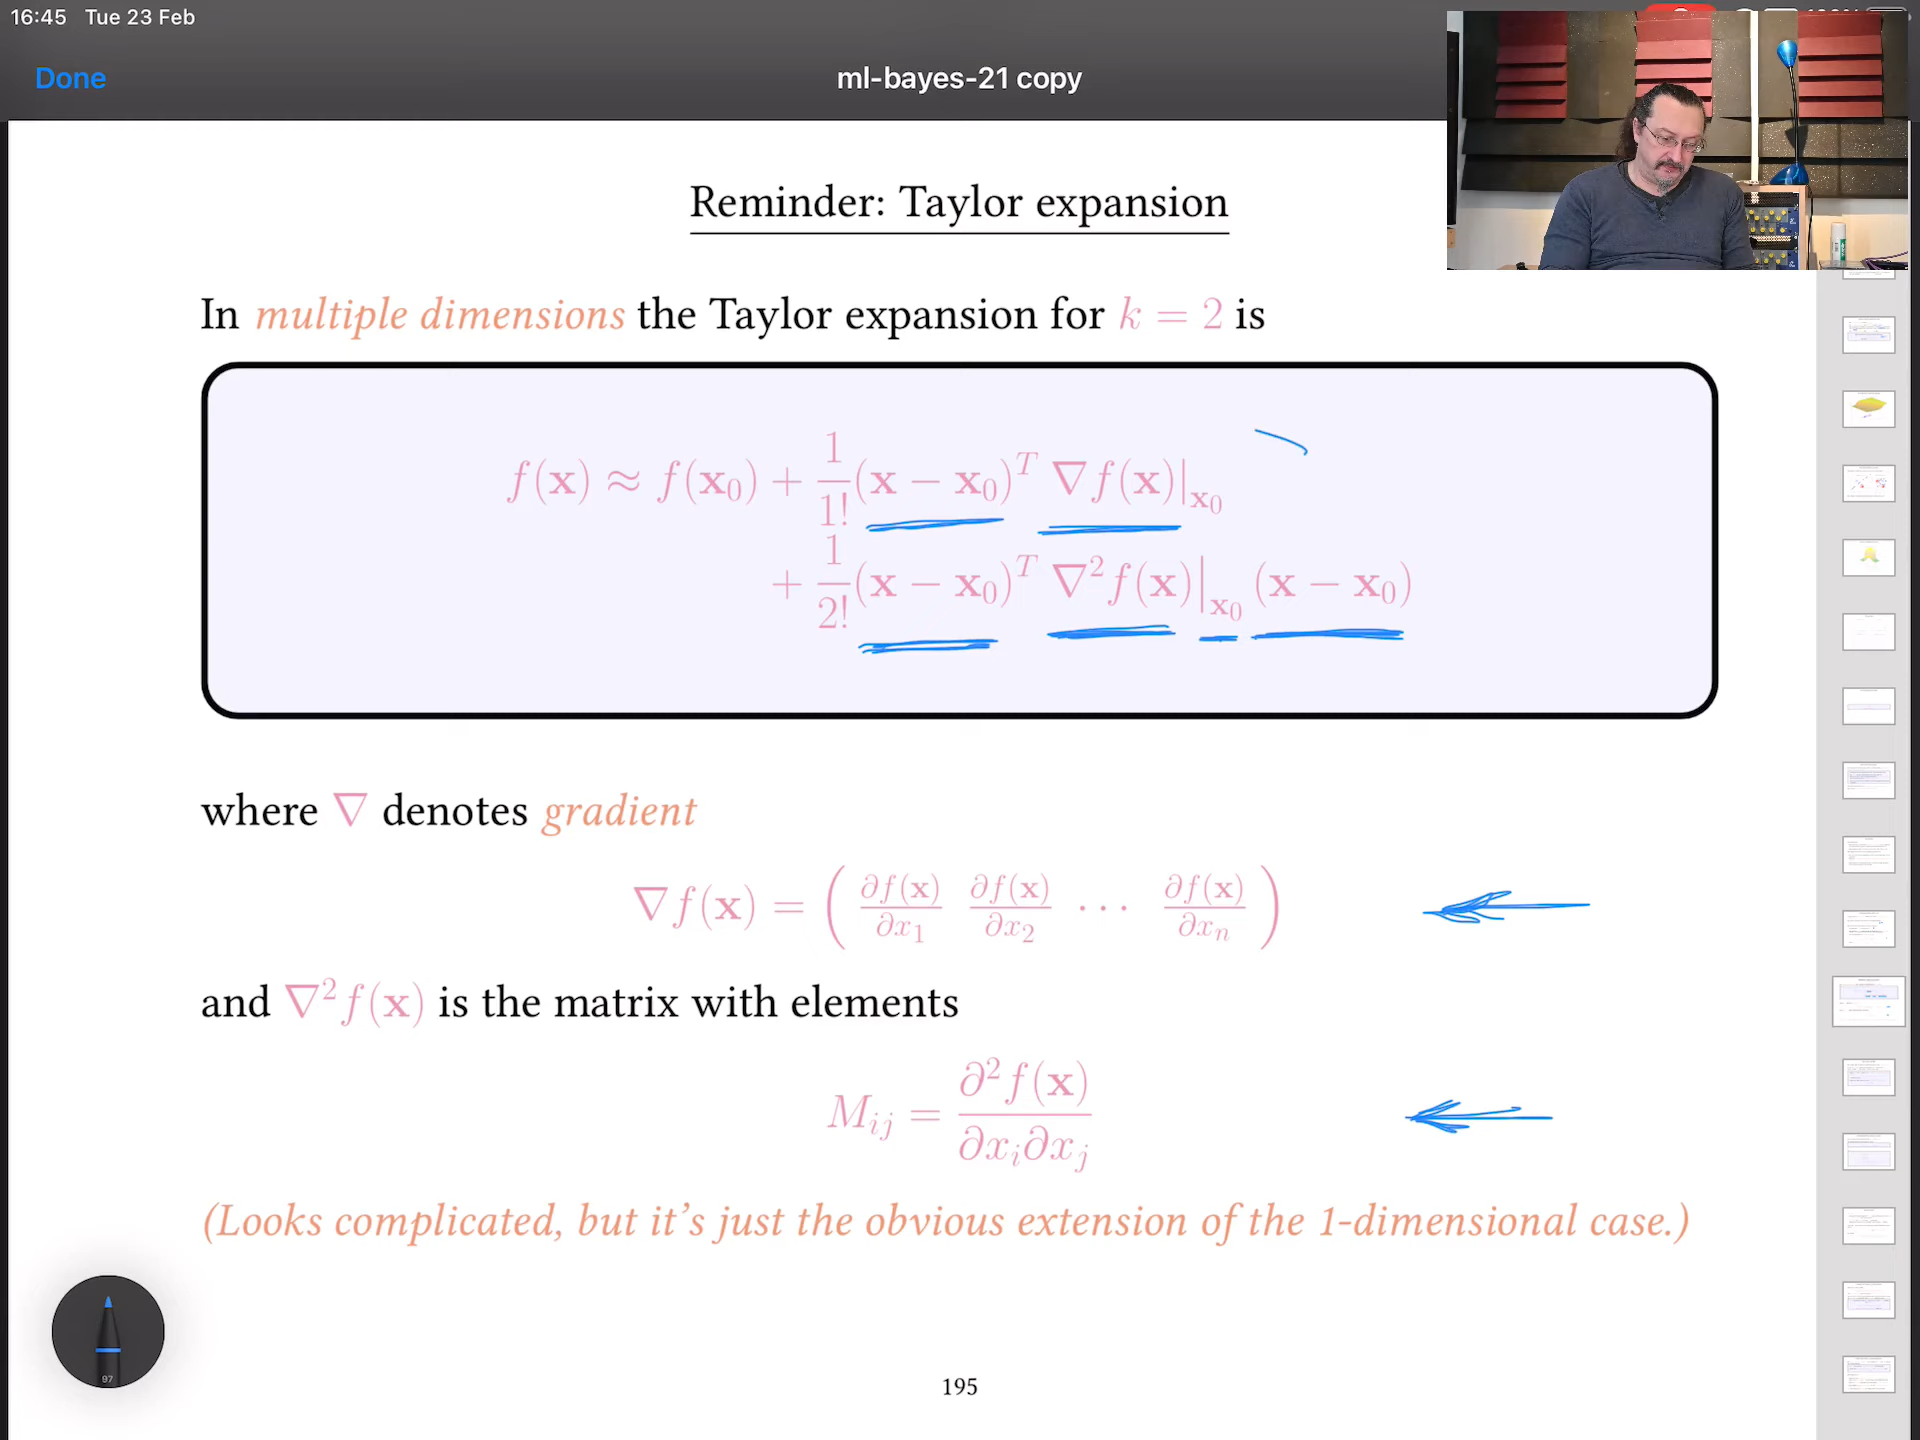 16:45 Tue 23 Feb
Done
ml-bayes-21 copy
Reminder: Taylor expansion
In multiple dimensions the Taylor expansion for k = 2 is
f(x) ≈ f(x₀) + 1/1! (x − x₀)ᵀ ∇f(x)|x₀
+ 1/2! (x − x₀)ᵀ ∇²f(x)|x₀ (x − x₀)
where ∇ denotes gradient
∇f(x) = ( ∂f(x)/∂x₁ ∂f(x)/∂x₂ ⋯ ∂f(x)/∂xₙ )
and ∇²f(x) is the matrix with elements
Mᵢⱼ = ∂²f(x)/∂xᵢ∂xⱼ
(Looks complicated, but it’s just the obvious extension of the 1-dimensional case.)
97
195